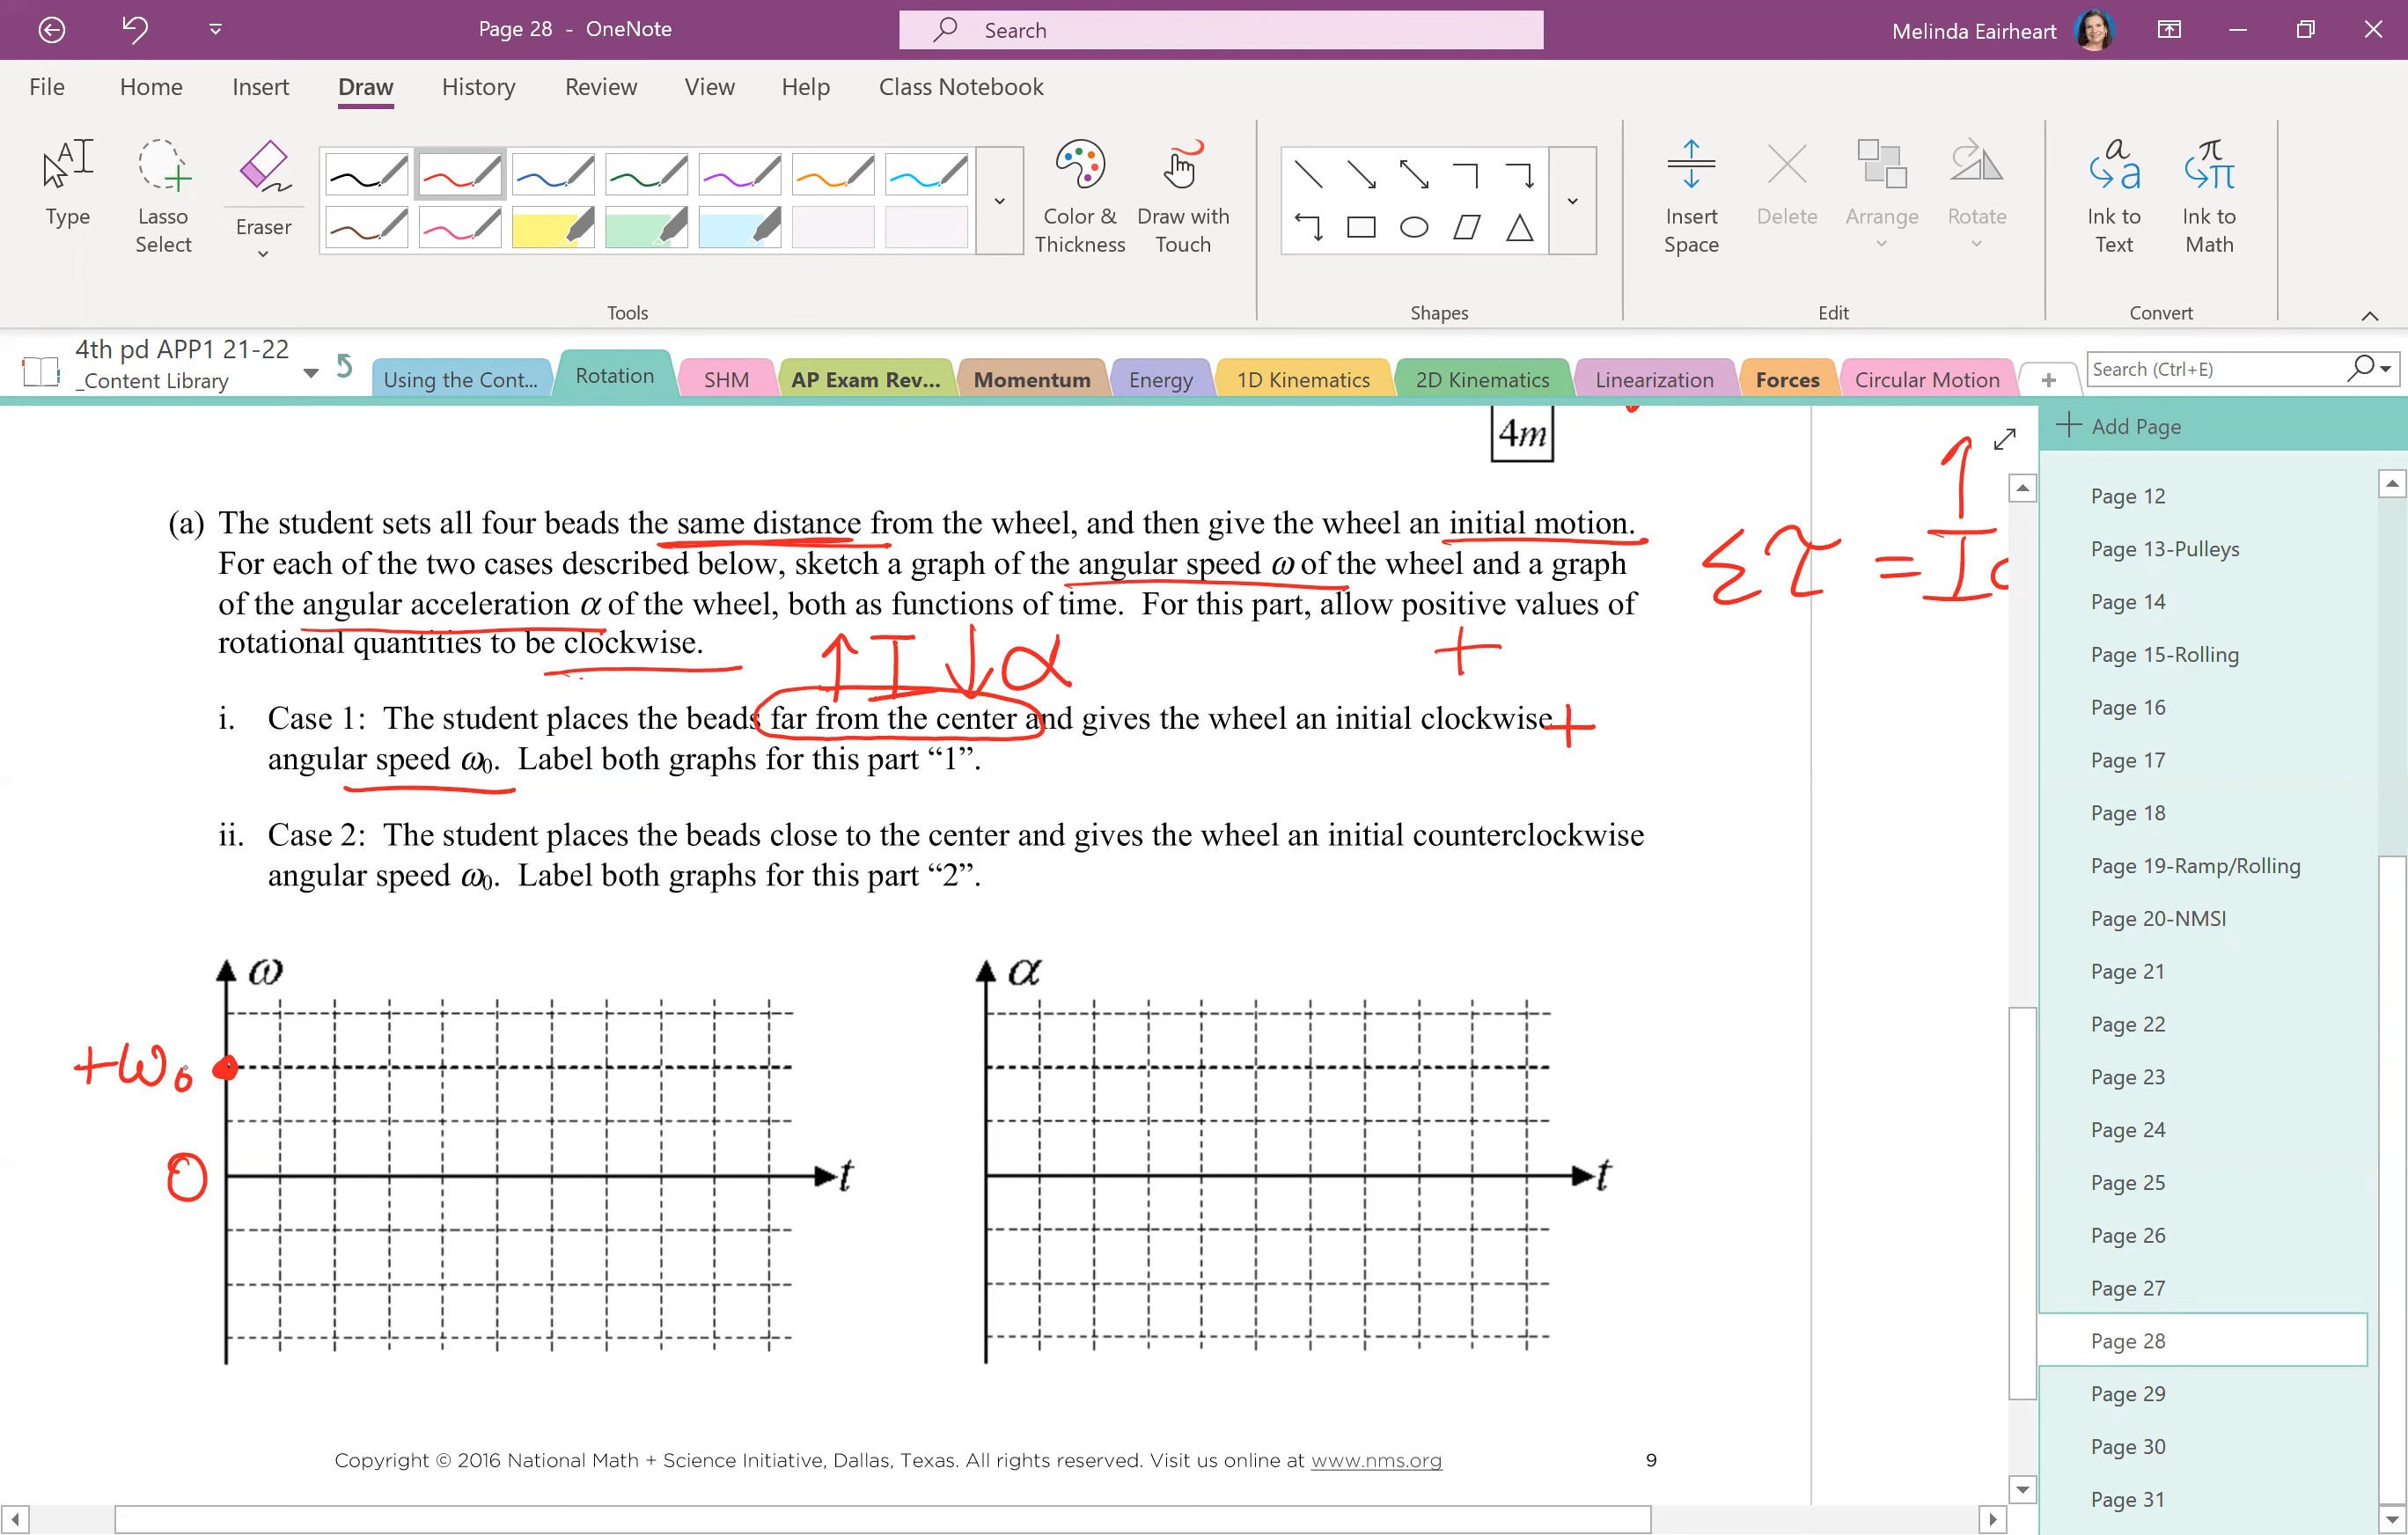 Page 28 - OneNote
Search
Melinda Eairheart
File Home Insert Draw History Review View Help Class Notebook
Type
Lasso Select
Eraser
Color & Thickness
Draw with Touch
Insert Space
Delete
Arrange
Rotate
Ink to Text
Ink to Math
Tools
Shapes
Edit
Convert
4th pd APP1 21-22
_Content Library
Using the Cont... Rotation SHM AP Exam Rev... Momentum Energy 1D Kinematics 2D Kinematics Linearization Forces Circular Motion +
Search (Ctrl+E)
4m
(a) The student sets all four beads the same distance from the wheel, and then give the wheel an initial motion.
For each of the two cases described below, sketch a graph of the angular speed ω of the wheel and a graph
of the angular acceleration α of the wheel, both as functions of time. For this part, allow positive values of
rotational quantities to be clockwise.
↑ I ↓ α
+
Στ = I
i. Case 1: The student places the beads far from the center and gives the wheel an initial clockwise +
angular speed ω₀. Label both graphs for this part “1”.
ii. Case 2: The student places the beads close to the center and gives the wheel an initial counterclockwise
angular speed ω₀. Label both graphs for this part “2”.
ω
+ω₀
0
t
α
t
Copyright © 2016 National Math + Science Initiative, Dallas, Texas. All rights reserved. Visit us online at www.nms.org 9
Add Page
Page 12
Page 13-Pulleys
Page 14
Page 15-Rolling
Page 16
Page 17
Page 18
Page 19-Ramp/Rolling
Page 20-NMSI
Page 21
Page 22
Page 23
Page 24
Page 25
Page 26
Page 27
Page 28
Page 29
Page 30
Page 31